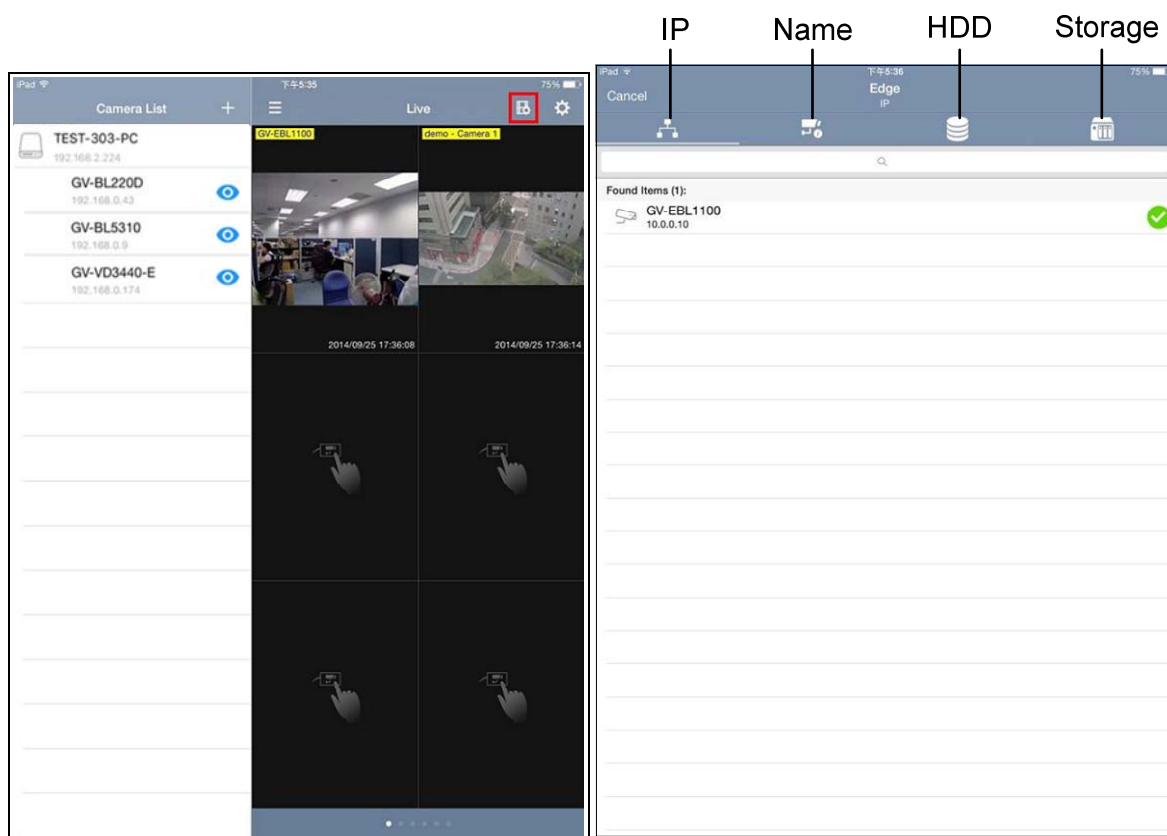 IP Name HDD Storage
iPad 下午5:35 75%
Camera List + Live
TEST-303-PC
192.168.2.224
GV-BL220D
192.168.0.43
GV-BL5310
192.168.0.9
GV-VD3440-E
192.168.0.174
GV-EBL1100 demo - Camera 1
2014/09/25 17:36:08 2014/09/25 17:36:14
iPad 下午5:36 75%
Cancel Edge
IP
Found Items (1):
GV-EBL1100
10.0.0.10